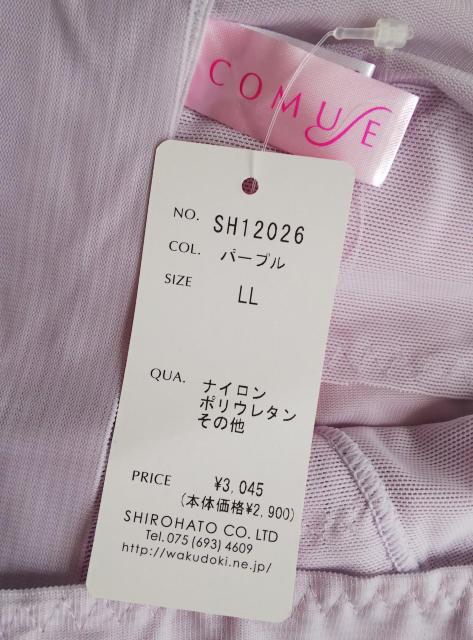 COMUSE
NO. SH12026
COL. パープル
SIZE LL
QUA. ナイロン
ポリウレタン
その他
PRICE ¥3,045
(本体価格¥2,900)
SHIROHATO CO. LTD
Tel.075(693)4609
http://wakudoki.ne.jp/